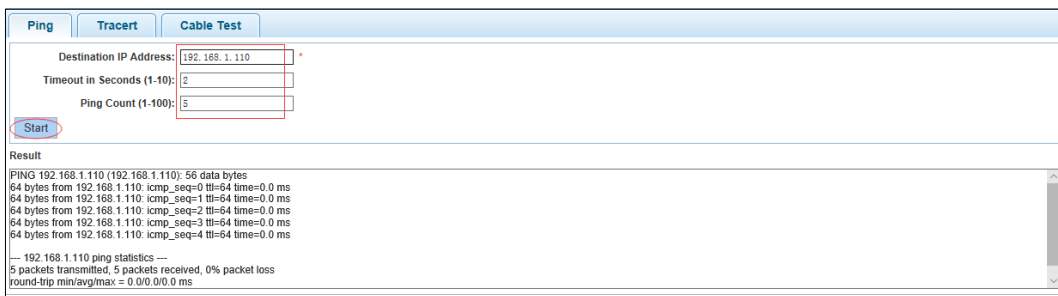 Ping Tracert Cable Test
Destination IP Address: 192.168.1.110 *
Timeout in Seconds (1-10): 2
Ping Count (1-100): 5
Start
Result
PING 192.168.1.110 (192.168.1.110): 56 data bytes
64 bytes from 192.168.1.110: icmp_seq=0 ttl=64 time=0.0 ms
64 bytes from 192.168.1.110: icmp_seq=1 ttl=64 time=0.0 ms
64 bytes from 192.168.1.110: icmp_seq=2 ttl=64 time=0.0 ms
64 bytes from 192.168.1.110: icmp_seq=3 ttl=64 time=0.0 ms
64 bytes from 192.168.1.110: icmp_seq=4 ttl=64 time=0.0 ms
--- 192.168.1.110 ping statistics ---
5 packets transmitted, 5 packets received, 0% packet loss
round-trip min/avg/max = 0.0/0.0/0.0 ms